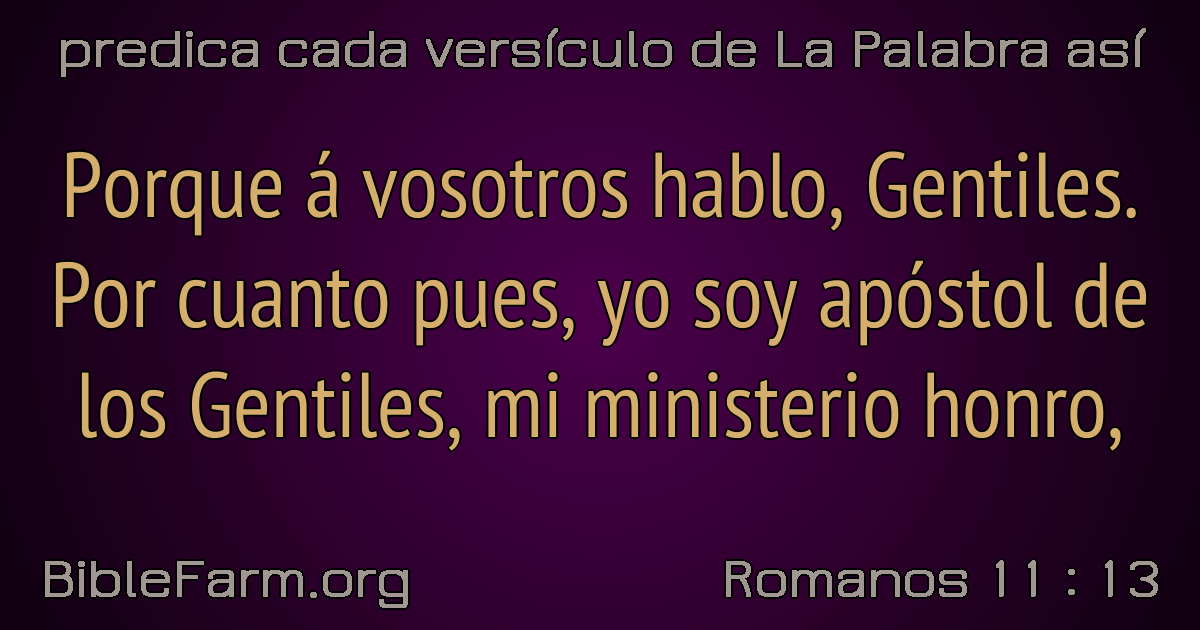 predica cada versículo de La Palabra así
Porque á vosotros hablo, Gentiles.
Por cuanto pues, yo soy apóstol de
los Gentiles, mi ministerio honro,
BibleFarm.org
Romanos 11 : 13